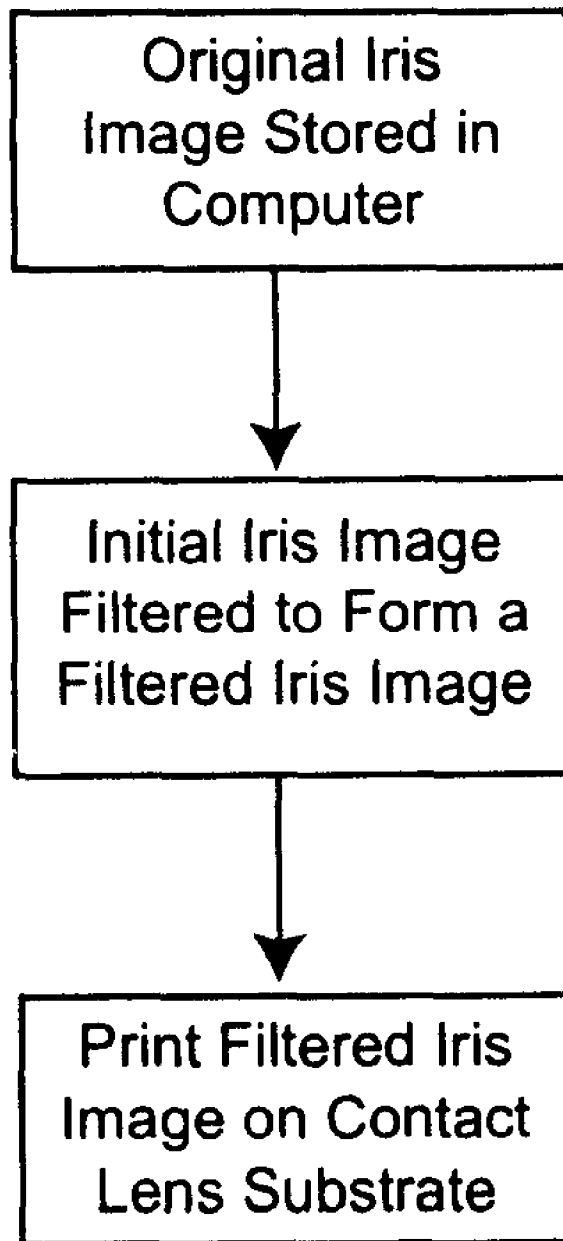 Original Iris
Image Stored in
Computer
Initial Iris Image
Filtered to Form a
Filtered Iris Image
Print Filtered Iris
Image on Contact
Lens Substrate